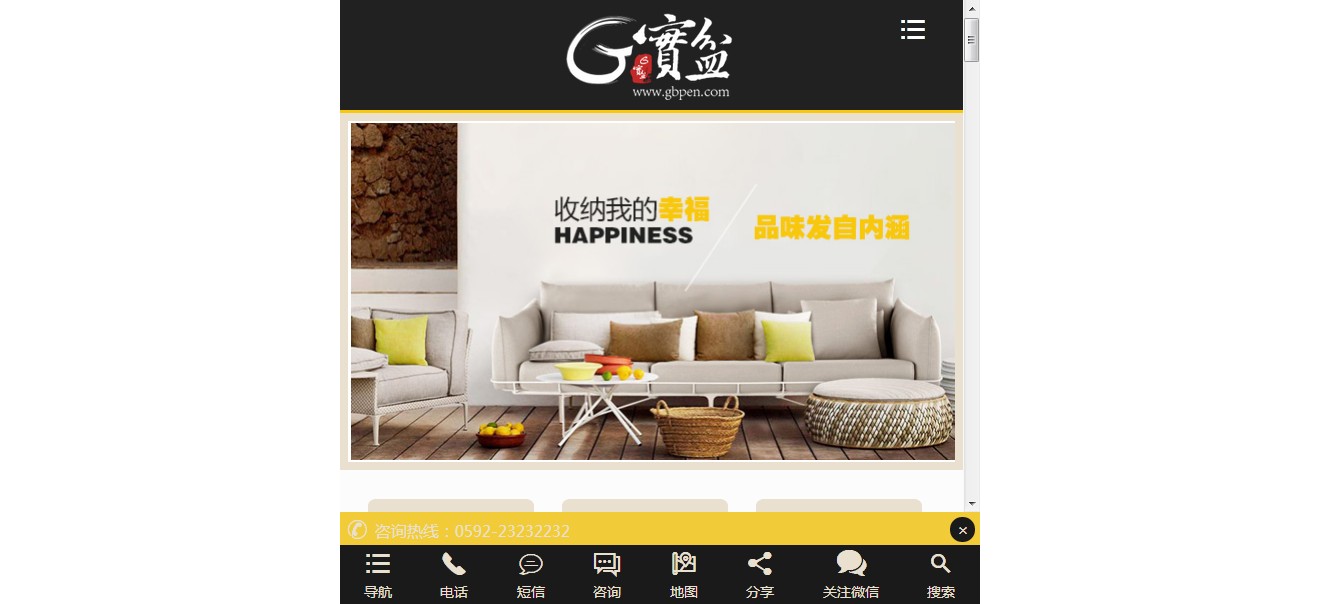 G實盆
www.gbpen.com
收纳我的幸福
HAPPINESS
品味发自内涵
咨询热线：0592-23232232
导航 电话 短信 咨询 地图 分享 关注微信 搜索